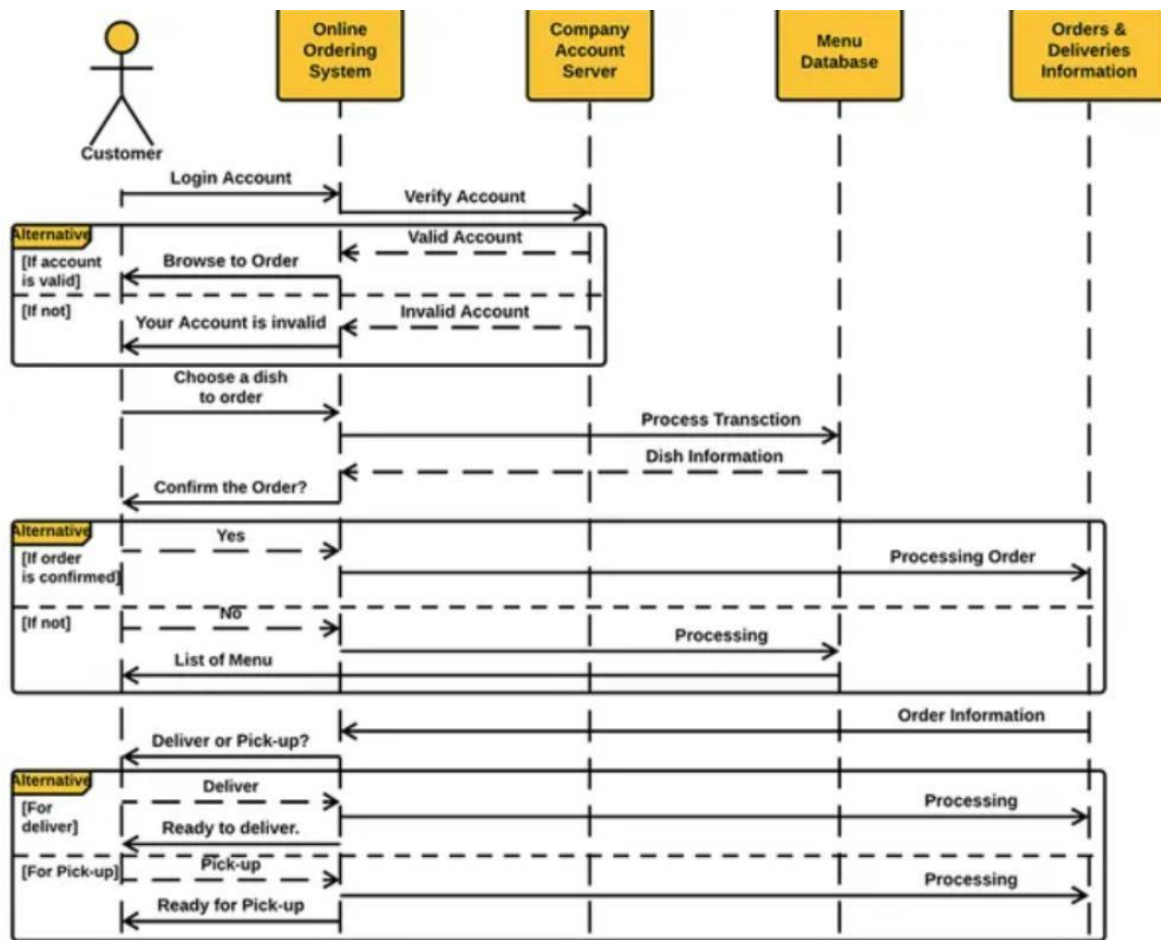 Online
Ordering
System
Company
Account
Server
Menu
Database
Orders &
Deliveries
Information
Customer
Login Account
Verify Account
Alternative
Valid Account
[If account
is valid]
Browse to Order
[If not]
Invalid Account
Your Account is invalid
Choose a dish
to order
Process Transction
Dish Information
Confirm the Order?
Alternative
Yes
[If order
is confirmed]
Processing Order
No
[If not]
Processing
List of Menu
Order Information
Deliver or Pick-up?
Alternative
Deliver
[For
deliver]
Processing
Ready to deliver.
Pick-up
[For Pick-up]
Processing
Ready for Pick-up